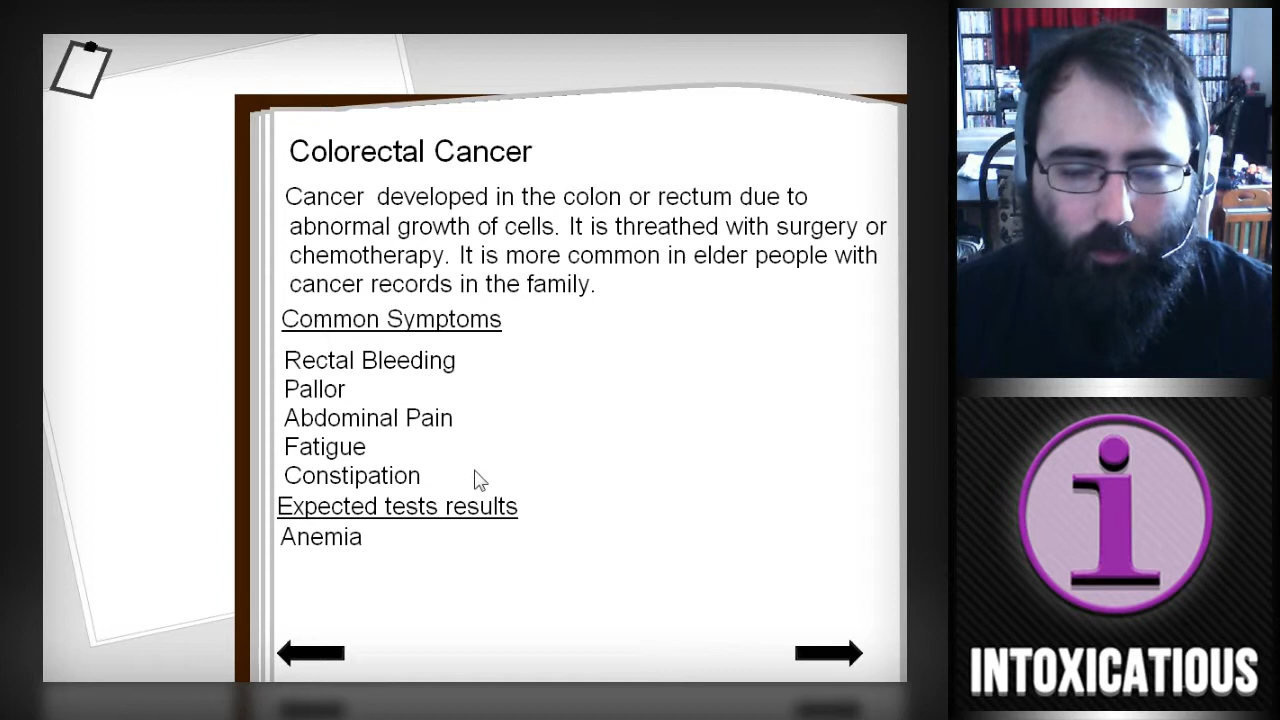 Colorectal Cancer
Cancer developed in the colon or rectum due to
abnormal growth of cells. It is threathed with surgery or
chemotherapy. It is more common in elder people with
cancer records in the family.
Common Symptoms
Rectal Bleeding
Pallor
Abdominal Pain
Fatigue
Constipation
Expected tests results
Anemia
i
INTOXICATIOUS